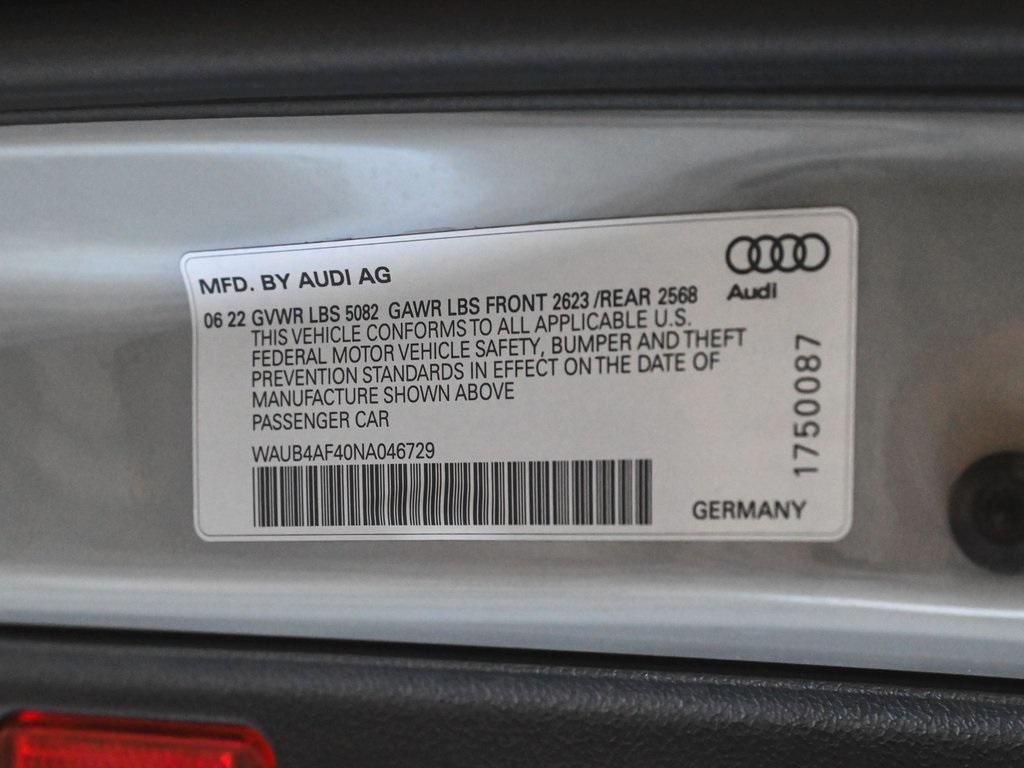 MFD. BY AUDI AG
Audi
06 22 GVWR LBS 5082 GAWR LBS FRONT 2623 /REAR 2568
THIS VEHICLE CONFORMS TO ALL APPLICABLE U.S.
FEDERAL MOTOR VEHICLE SAFETY, BUMPER AND THEFT
PREVENTION STANDARDS IN EFFECT ON THE DATE OF
MANUFACTURE SHOWN ABOVE
PASSENGER CAR
WAUB4AF40NA046729
1750087
GERMANY